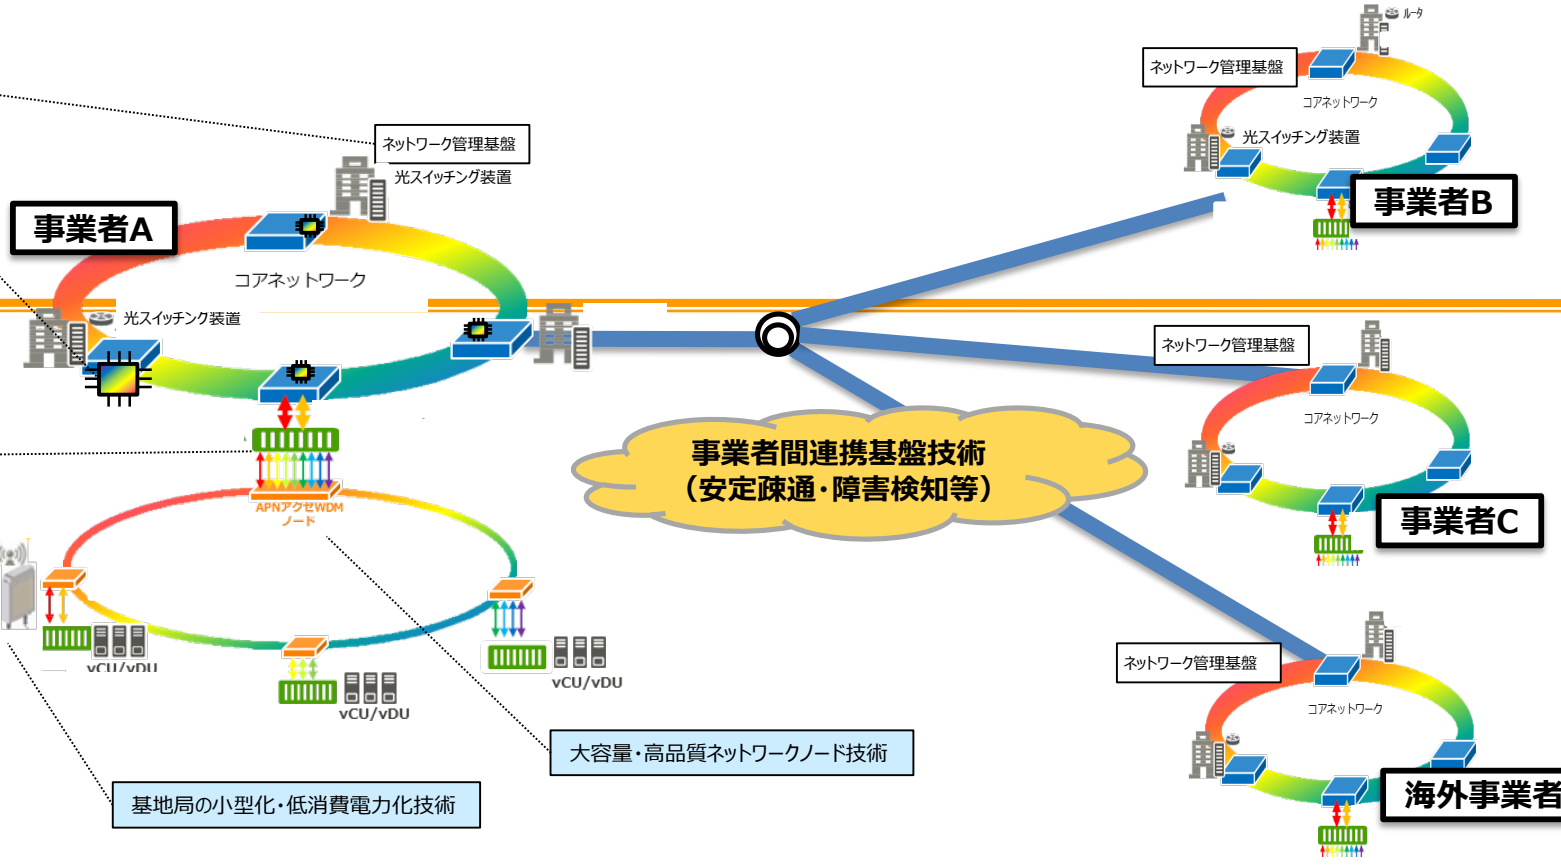 ルータ
ネットワーク管理基盤
コアネットワーク
光スイッチング装置
事業者B
ネットワーク管理基盤
光スイッチング装置
事業者A
コアネットワーク
光スイッチング装置
ネットワーク管理基盤
コアネットワーク
事業者C
事業者間連携基盤技術
（安定疎通・障害検知等）
APNアクセWDM
ノード
vCU/vDU
vCU/vDU
vCU/vDU
ネットワーク管理基盤
コアネットワーク
海外事業者
大容量・高品質ネットワークノード技術
基地局の小型化・低消費電力化技術